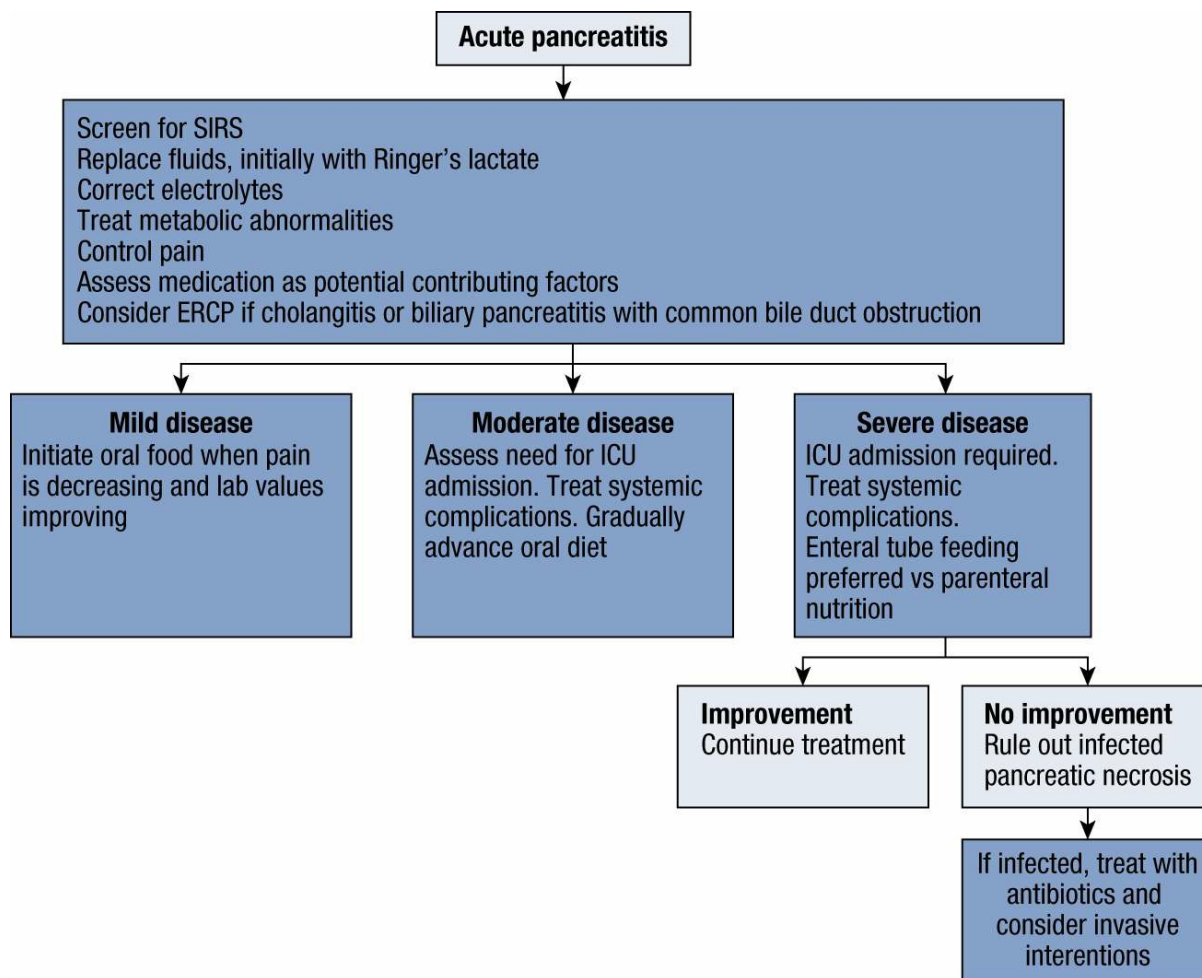 Acute pancreatitis
Screen for SIRS
Replace fluids, initially with Ringer’s lactate
Correct electrolytes
Treat metabolic abnormalities
Control pain
Assess medication as potential contributing factors
Consider ERCP if cholangitis or biliary pancreatitis with common bile duct obstruction
Mild disease
Initiate oral food when pain
is decreasing and lab values
improving
Moderate disease
Assess need for ICU
admission. Treat systemic
complications. Gradually
advance oral diet
Severe disease
ICU admission required.
Treat systemic
complications.
Enteral tube feeding
preferred vs parenteral
nutrition
Improvement
Continue treatment
No improvement
Rule out infected
pancreatic necrosis
If infected, treat with
antibiotics and
consider invasive
interentions